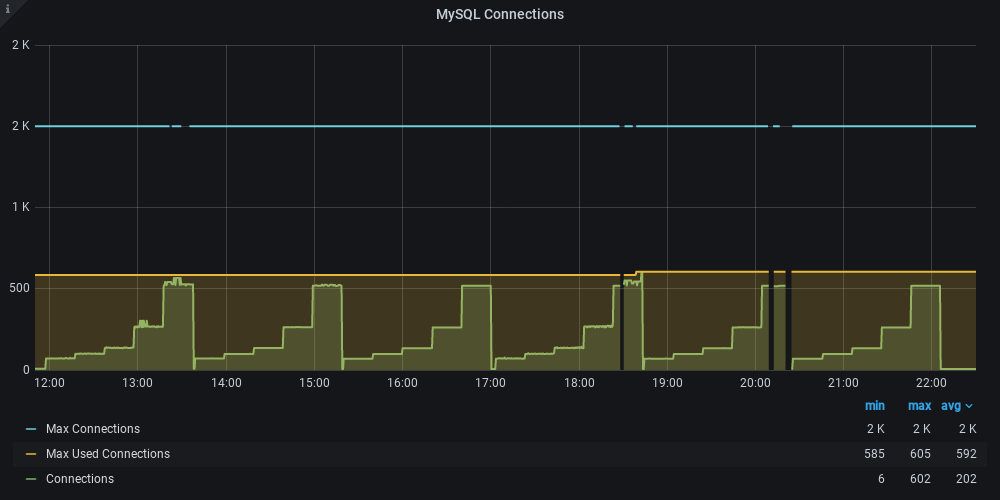 i
MySQL Connections
2 K
2 K
1 K
500
0
12:00 13:00 14:00 15:00 16:00 17:00 18:00 19:00 20:00 21:00 22:00
min max avg
Max Connections 2 K 2 K 2 K
Max Used Connections 585 605 592
Connections 6 602 202